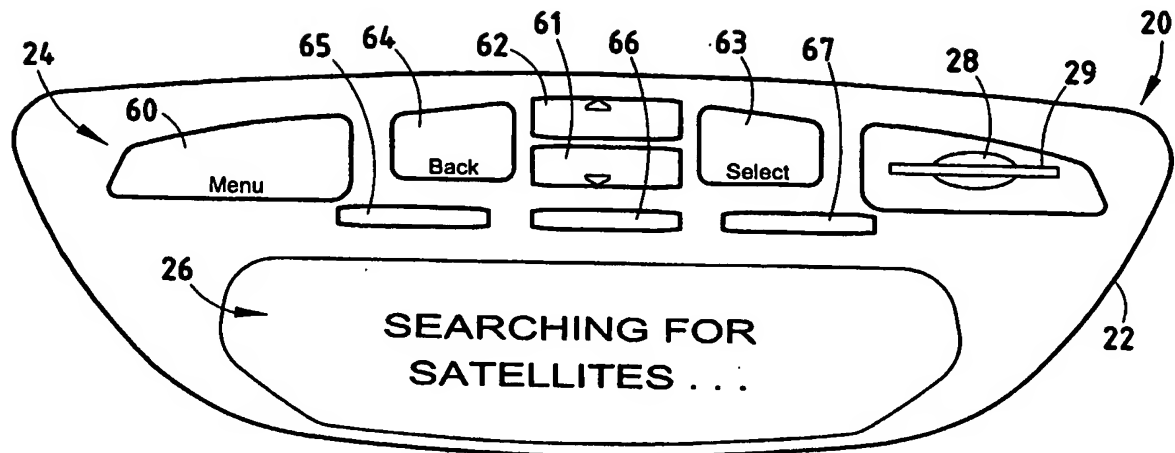 61
64
62
66
63
20
65
67
28
24
29
60
Back
Select
Menu
26
SEARCHING FOR
SATELLITES . . .
22